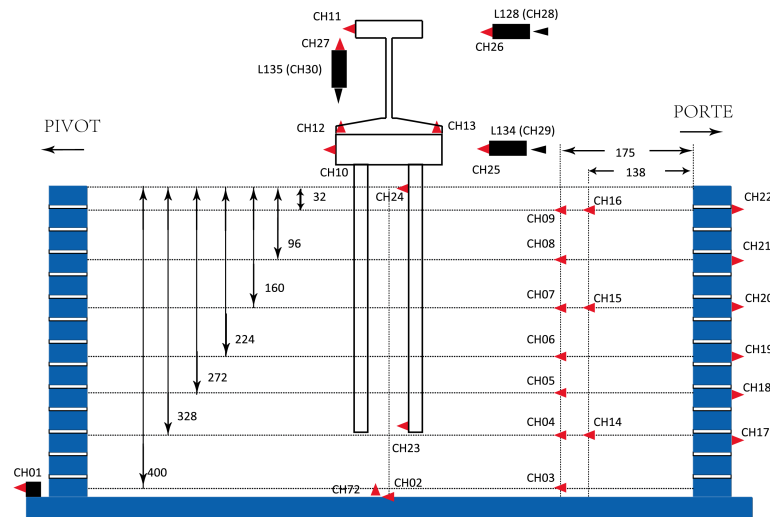 CH11
L128 (CH28)
CH27
CH26
L135 (CH30)
PIVOT
CH12
CH13
L134 (CH29)
PORTE
175
CH10
CH25
138
CH24
32
CH16
CH22
CH09
96
CH08
CH21
160
CH07
CH15
CH20
224
CH06
CH19
272
CH05
CH18
328
CH04
CH14
CH17
CH23
CH01
400
CH72
CH02
CH03